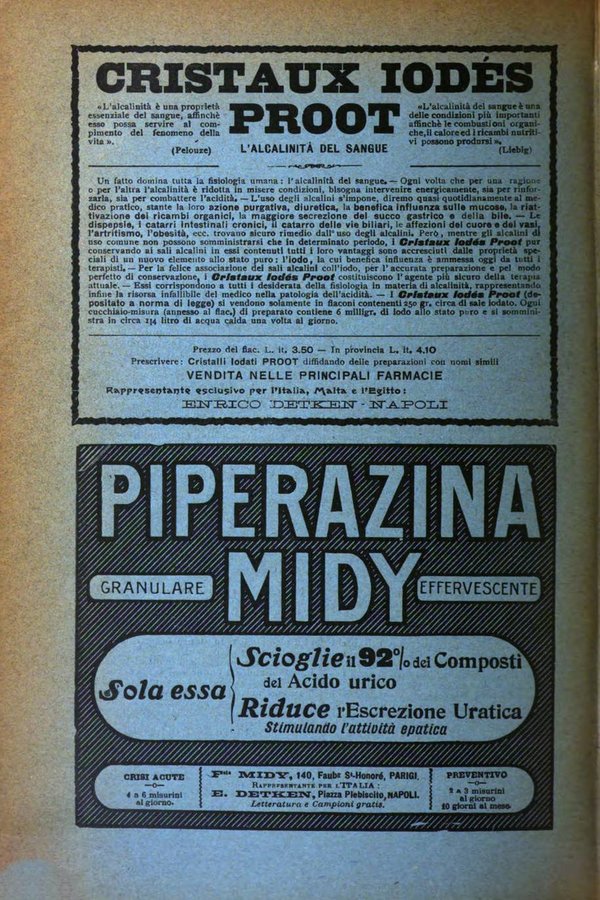 CRISTAUX IODÉS
PROOT
«L'alcalinità è una proprietà
essenziale del sangue, affinchè
esso possa servire al com-
pimento del fenomeno della
vita».
(Pelouze)
«L'alcalinità del sangue è una
delle condizioni più importanti
affinchè le combustioni organi-
che, il calore ed i ricambi nutriti-
vi possono prodursi».
(Liebig)
L'ALCALINITÀ DEL SANGUE
Un fatto domina tutta la fisiologia umana: l'alcalinità del sangue. — Ogni volta che per una ragione
o per l'altra l'alcalinità è ridotta in misere condizioni, bisogna intervenire energicamente, sia per rinfor-
zarla, sia per combattere l'acidità. — L'uso degli alcalini s'impone, diremo quasi quotidianamente al me-
dico pratico, stante la loro azione purgativa, diuretica, la benefica influenza sulle mucose, la riat-
tivazione dei ricambi organici, la maggiore secrezione del succo gastrico e della bile. — Le
dispepsie, i catarri intestinali cronici, il catarro delle vie biliari, le affezioni del cuore e dei vasi,
l'artritismo, l'obesità, ecc. trovano sicuro rimedio dall'uso degli alcalini. Però, mentre gli alcalini di
uso comune non possono somministrarsi che in determinato periodo, i Cristaux Iodés Proot pur
conservando ai sali alcalini in essi contenuti tutti i loro vantaggi sono accresciuti dalle proprietà spe-
ciali di un nuovo elemento allo stato puro: l'iodo, la cui benefica influenza è ammessa oggi da tutti i
terapisti. — Per la felice associazione dei sali alcalini coll'iodo, per l'accurata preparazione e pel modo
perfetto di conservazione, i Cristaux Iodés Proot costituiscono l'agente più sicuro della terapia
attuale. — Essi corrispondono a tutti i desiderata della fisiologia in materia di alcalinità, rappresentando
infine la risorsa infallibile del medico nella patologia dell'acidità. — I Cristaux Iodés Proot (de-
positato a norma di legge) si vendono solamente in flaconi contenenti 250 gr. circa di sale iodato. Ogni
cucchiaio-misura (annesso al flac.) di preparato contiene 6 milligr. di iodo allo stato puro e si sommini-
stra in circa 1/4 litro di acqua calda una volta al giorno.
Prezzo del flac. L. it. 3.50 — In provincia L. it. 4.10
Prescrivere: Cristalli Iodati PROOT diffidando delle preparazioni con nomi simili
VENDITA NELLE PRINCIPALI FARMACIE
Rappresentante esclusivo per l'Italia, Malta e l'Egitto:
ENRICO DETKEN - NAPOLI
PIPERAZINA
MIDY
GRANULARE
EFFERVESCENTE
Sola essa
Scioglie il 92% dei Composti
del Acido urico
Riduce l'Escrezione Uratica
Stimulando l'attività epatica
CRISI ACUTE
4 a 6 misurini
al giorno.
Pcie MIDY, 140, Faubg St-Honoré, PARIGI.
RAPPRESENTANTE PER L'ITALIA:
E. DETKEN, Piazza Plebiscito, NAPOLI.
Letteratura e Campioni gratis.
PREVENTIVO
2 a 3 misurini
al giorno
10 giorni al mese.